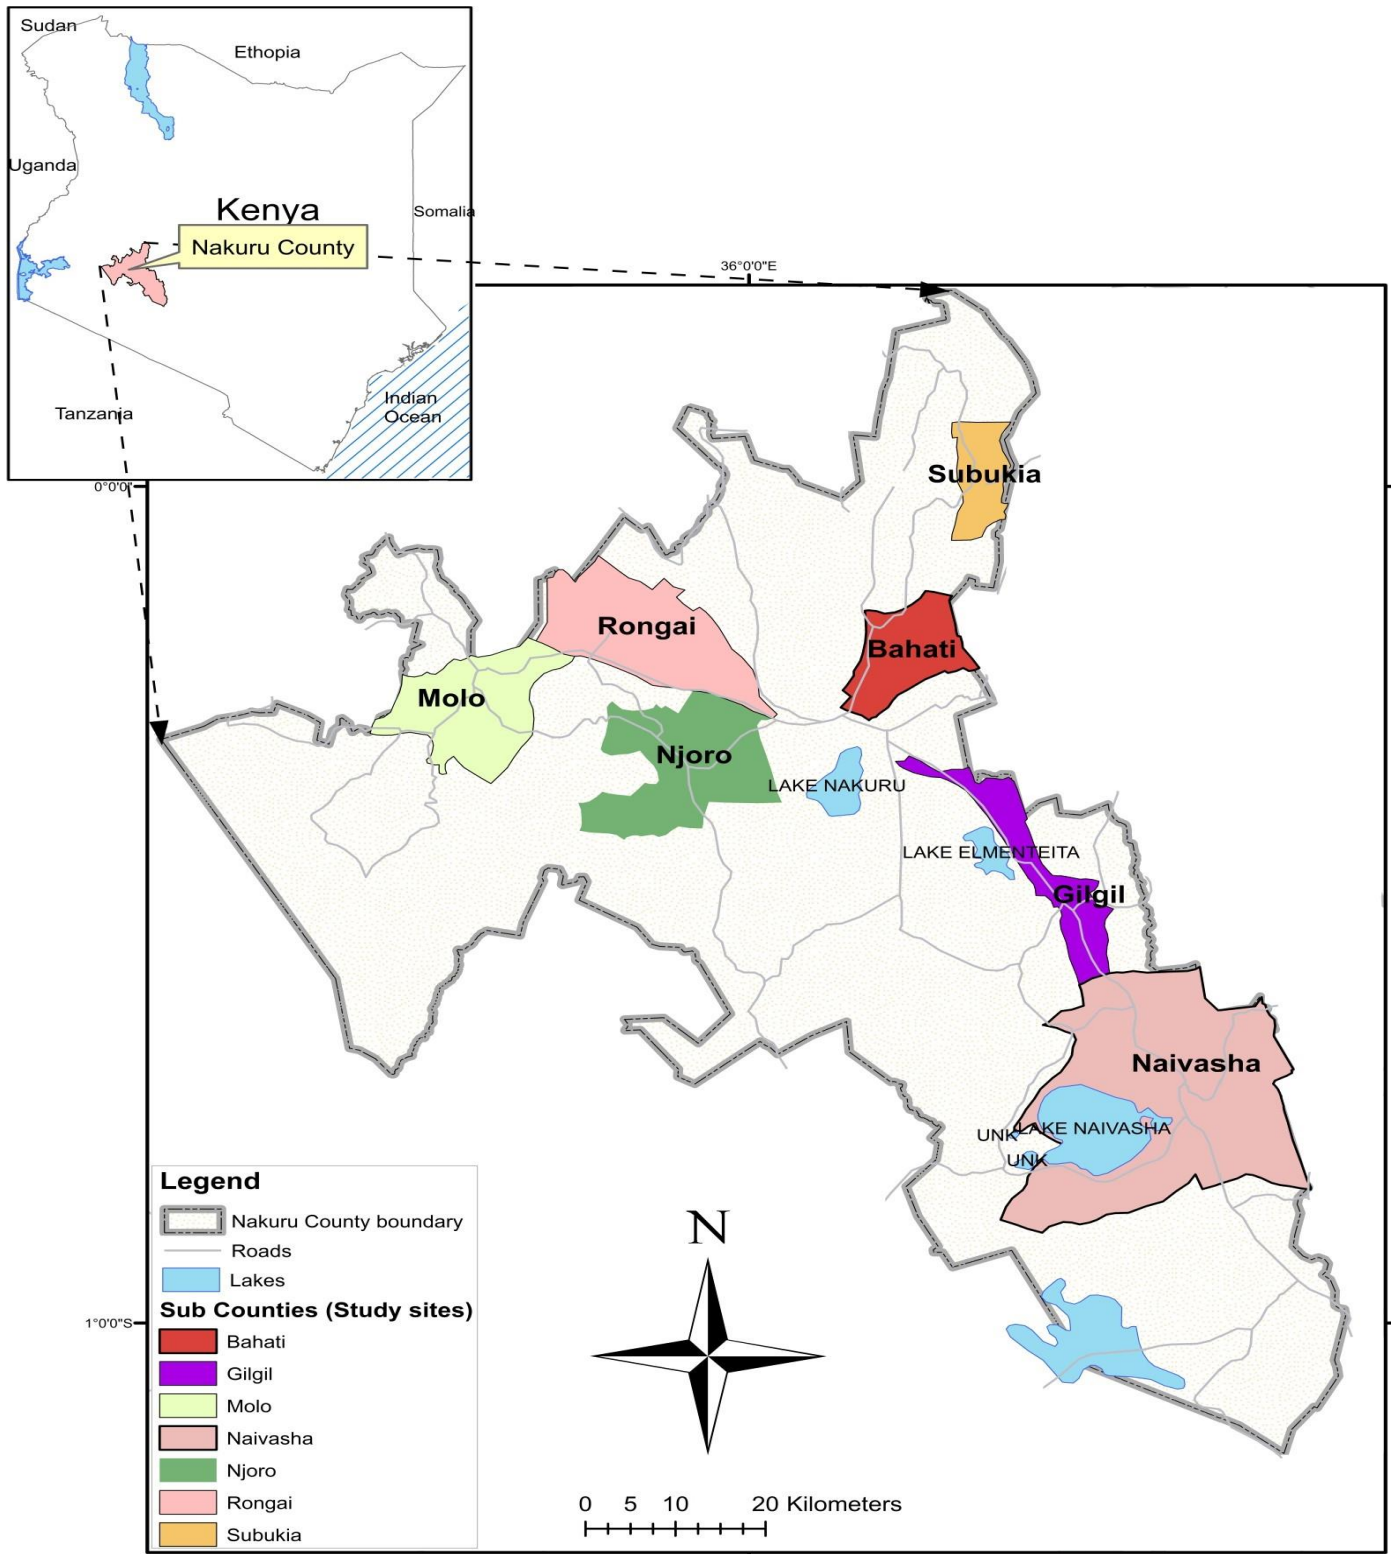 Sudan
Ethopia
Uganda
Kenya
Somalia
Nakuru County
Tanzania
Indian
Ocean
36°0'0"E
0°0'0"
Subukia
Rongai
Bahati
Molo
Njoro
LAKE NAKURU
LAKE ELMENTEITA
Gilgil
Naivasha
UNK
LAKE NAIVASHA
UNK
1°0'0"S
Legend
Nakuru County boundary
Roads
Lakes
Sub Counties (Study sites)
Bahati
Gilgil
Molo
Naivasha
Njoro
Rongai
Subukia
N
0 5 10 20 Kilometers